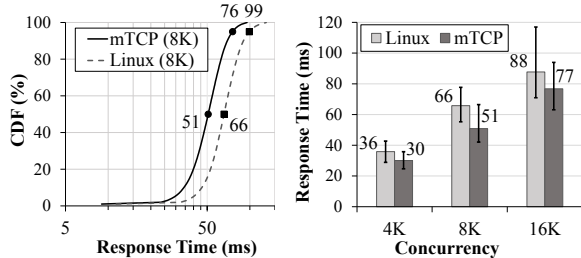 76 99
100
mTCP (8K)
Linux (8K)
80
60
51
66
40
20
0
5
50
CDF (%)
Response Time (ms)
120
Linux
mTCP
100
88
77
80
66
60
51
36
30
40
20
0
4K
8K
16K
Response Time (ms)
Concurrency